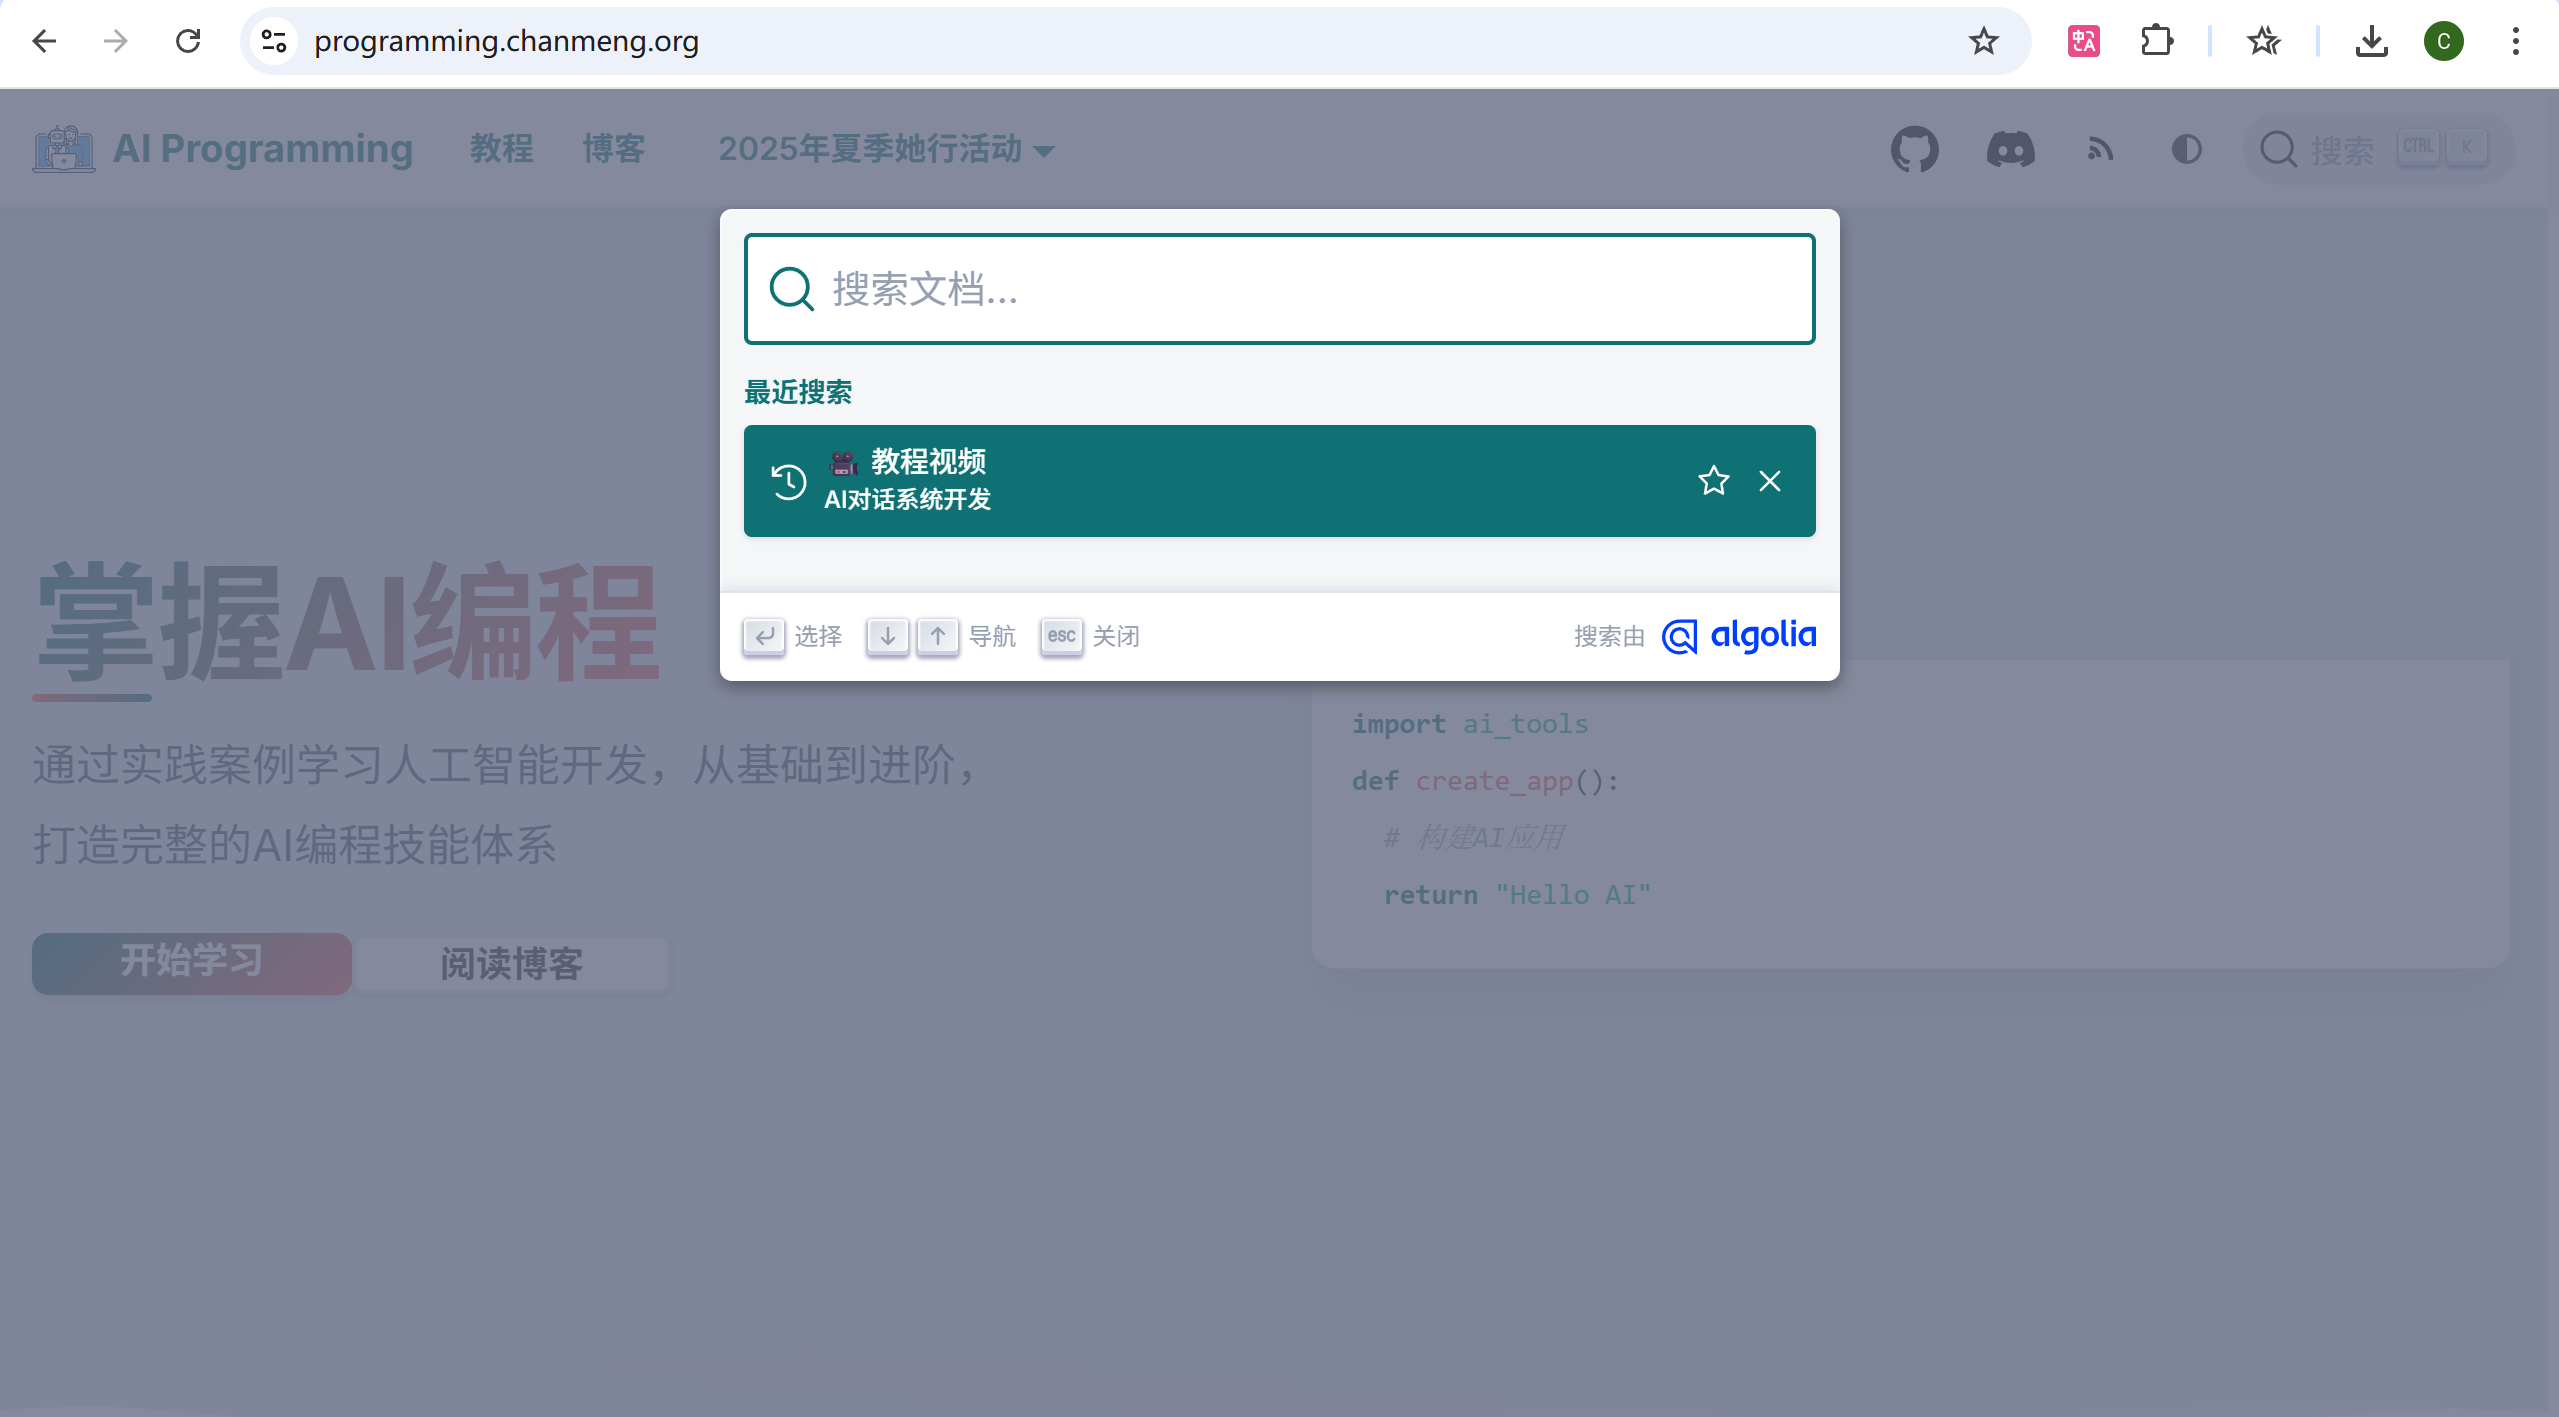 programming.chanmeng.org
C
AI Programming 教程 博客 2025年夏季她行活动
搜索 CTRL K
搜索文档...
最近搜索
🎥 教程视频
AI对话系统开发
选择 导航 esc 关闭 搜索由 algolia
掌握AI编程
通过实践案例学习人工智能开发，从基础到进阶，
打造完整的AI编程技能体系
开始学习 阅读博客
import ai_tools
def create_app():
# 构建AI应用
return "Hello AI"